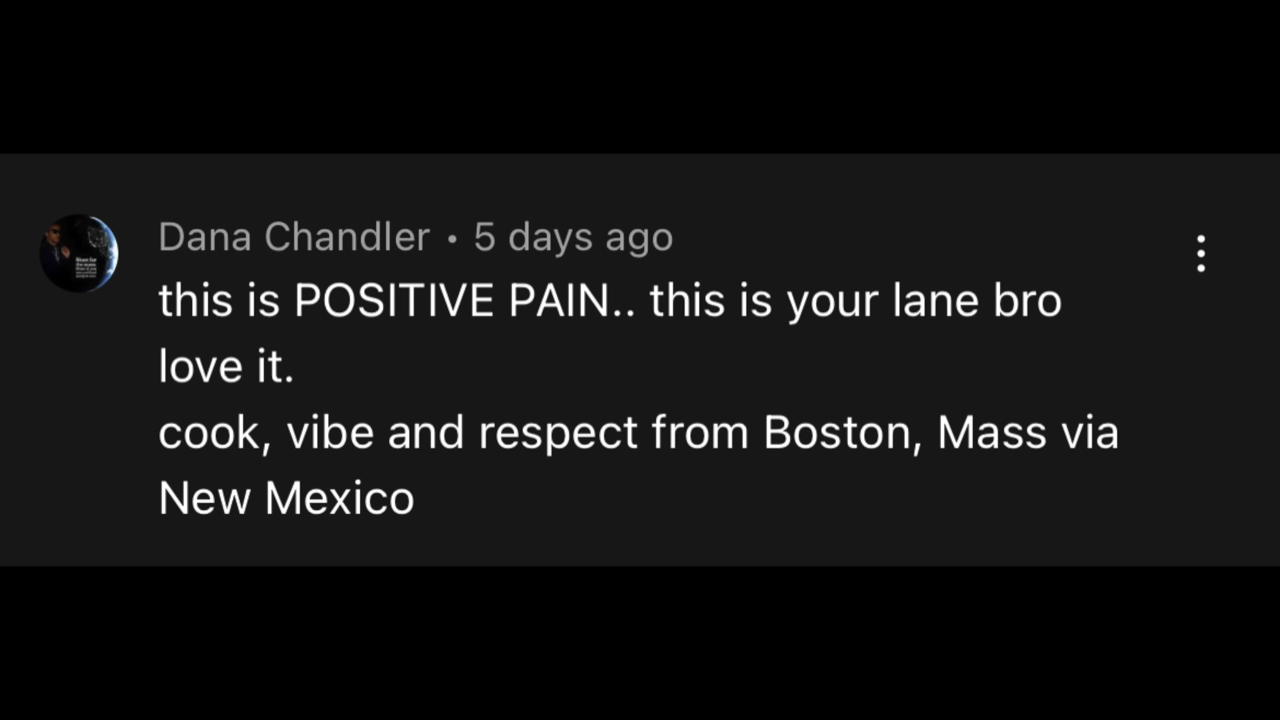 Dana Chandler • 5 days ago
this is POSITIVE PAIN.. this is your lane bro
love it.
cook, vibe and respect from Boston, Mass via
New Mexico